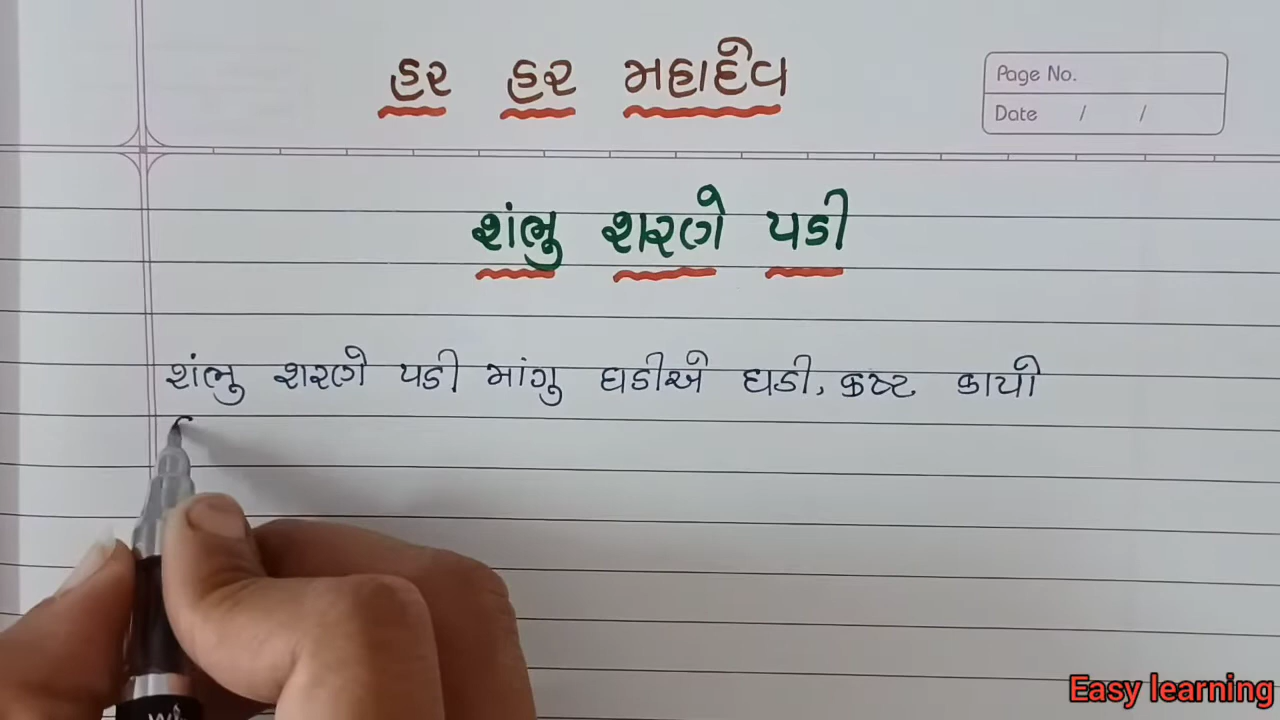 હર હર મહાદેવ
Page No.
Date / /
શંભુ શરણે પડી
શંભુ શરણે પડી માંગુ ઘડીએ ઘડી, કષ્ટ કાપો
Easy learning